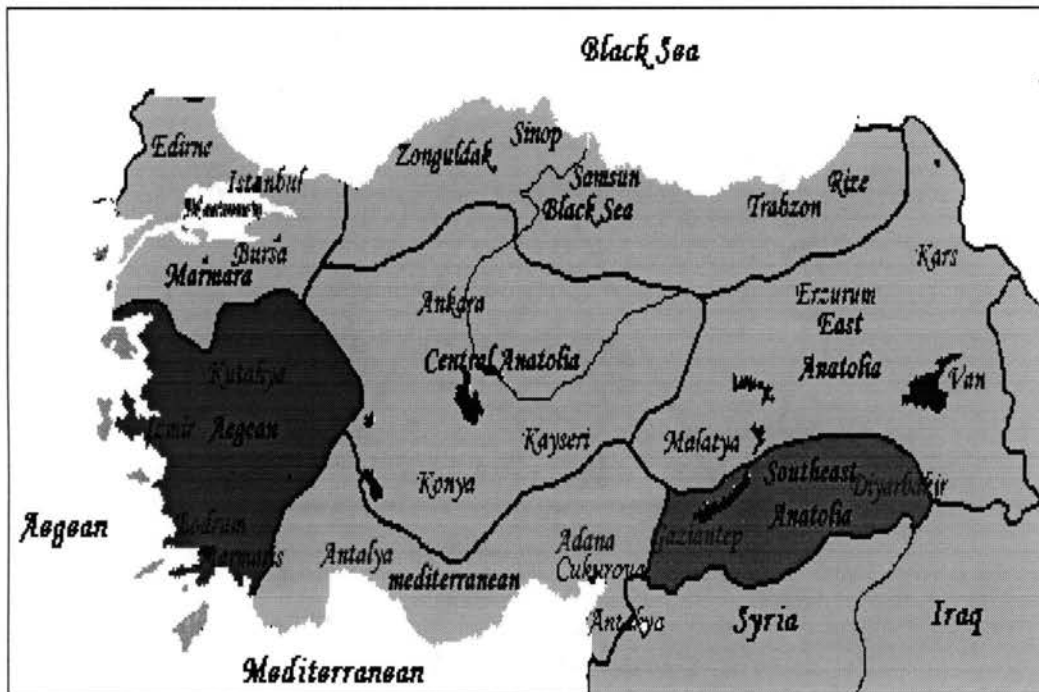 Black Sea
Edirne
Sinop
Zonguldak
Istanbul
Samsun
Rize
Black Sea
Trabzon
Bursa
Marmara
Kars
Ankara
Erzurum
East
Central Anatolia
Anatolia
Kutahya
Van
Izmir Aegean
Kayseri
Malatya
Southeast
Konya
Diyarbakir
Aegean
Anatolia
Gaziantep
Adana
Antalya
Cukurova
mediterranean
Antakya
Syria
Iraq
Mediterranean